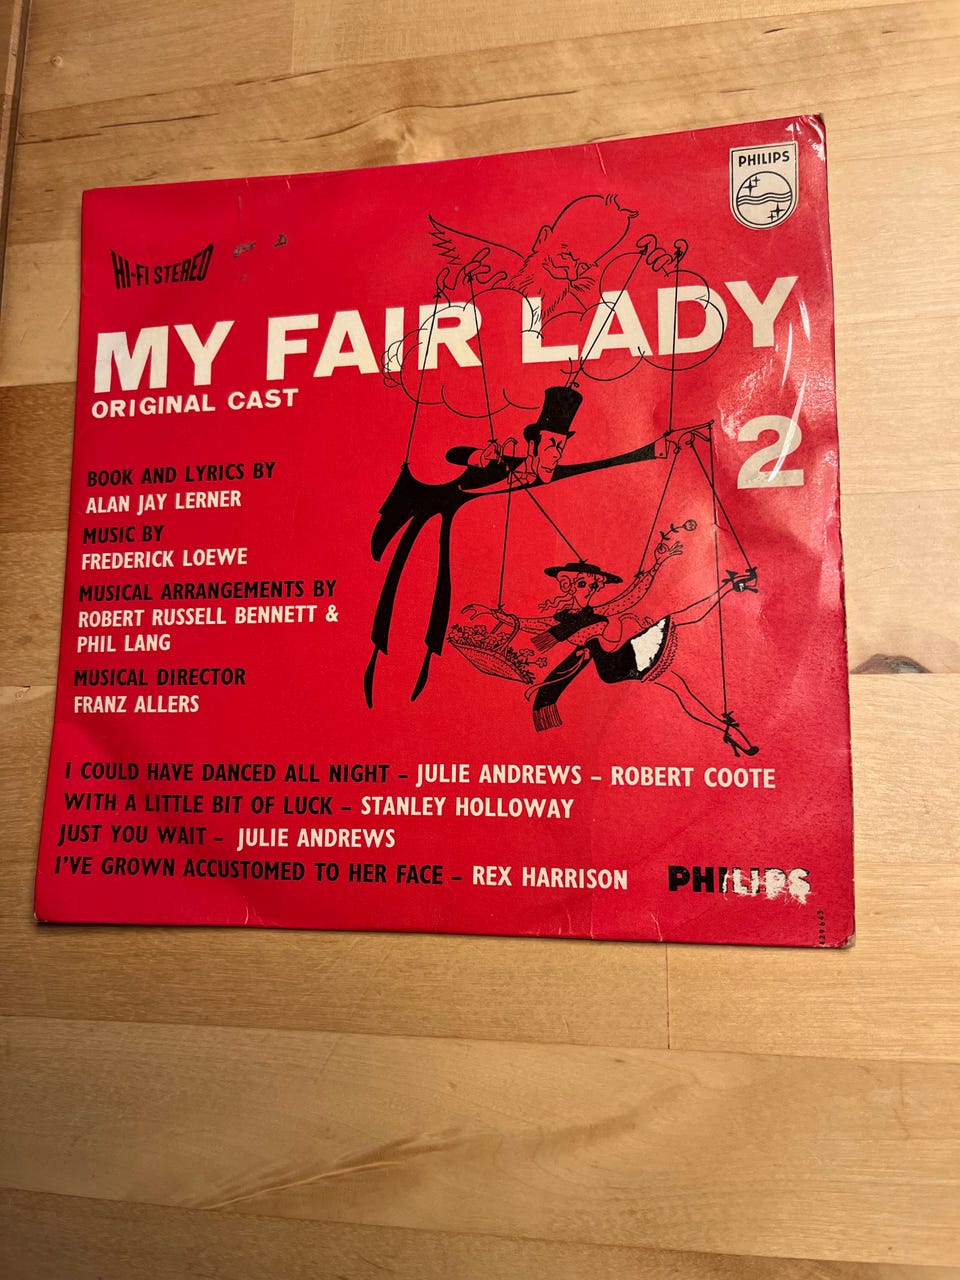 PHILIPS
HI-FI STEREO
MY FAIR LADY
ORIGINAL CAST
2
BOOK AND LYRICS BY
ALAN JAY LERNER
MUSIC BY
FREDERICK LOEWE
MUSICAL ARRANGEMENTS BY
ROBERT RUSSELL BENNETT &
PHIL LANG
MUSICAL DIRECTOR
FRANZ ALLERS
I COULD HAVE DANCED ALL NIGHT – JULIE ANDREWS – ROBERT COOTE
WITH A LITTLE BIT OF LUCK – STANLEY HOLLOWAY
JUST YOU WAIT – JULIE ANDREWS
I'VE GROWN ACCUSTOMED TO HER FACE – REX HARRISON
PHILIPS